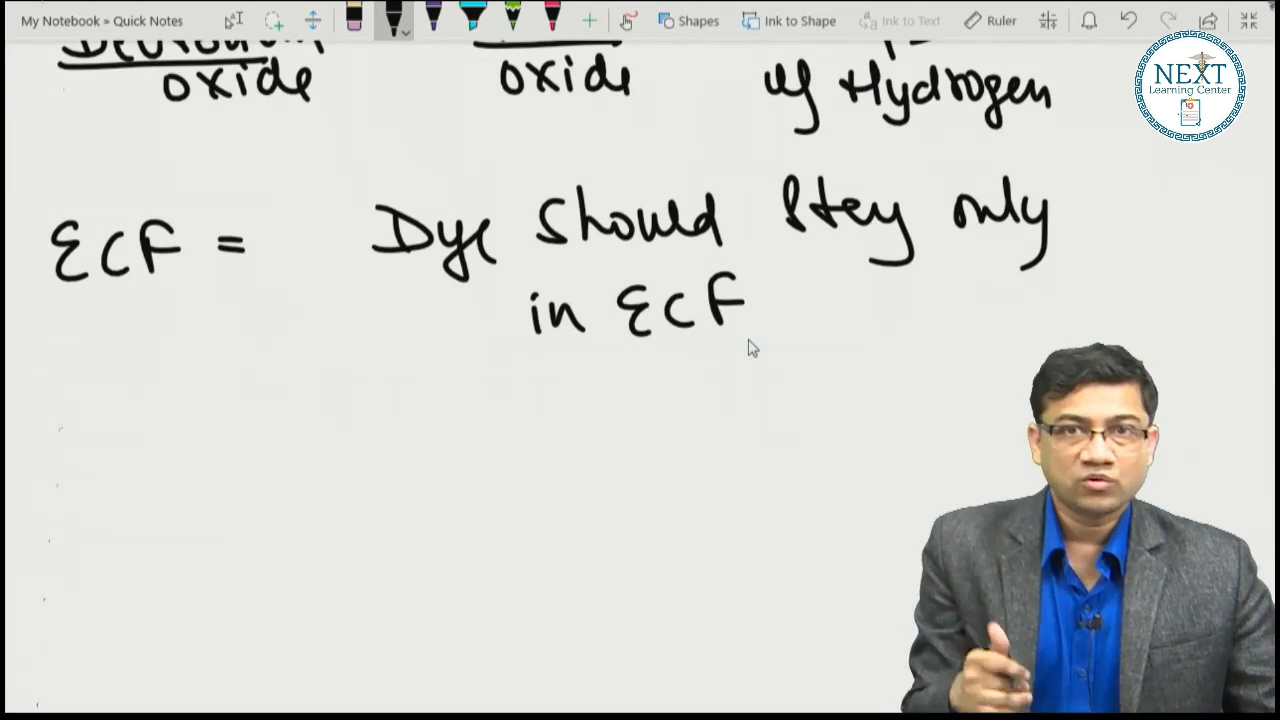 My Notebook » Quick Notes Shapes Ink to Shape Ink to Text Ruler
NEXT
Learning Center
oxide oxide of Hydrogen
ECF = Dye should stay only
in ECF